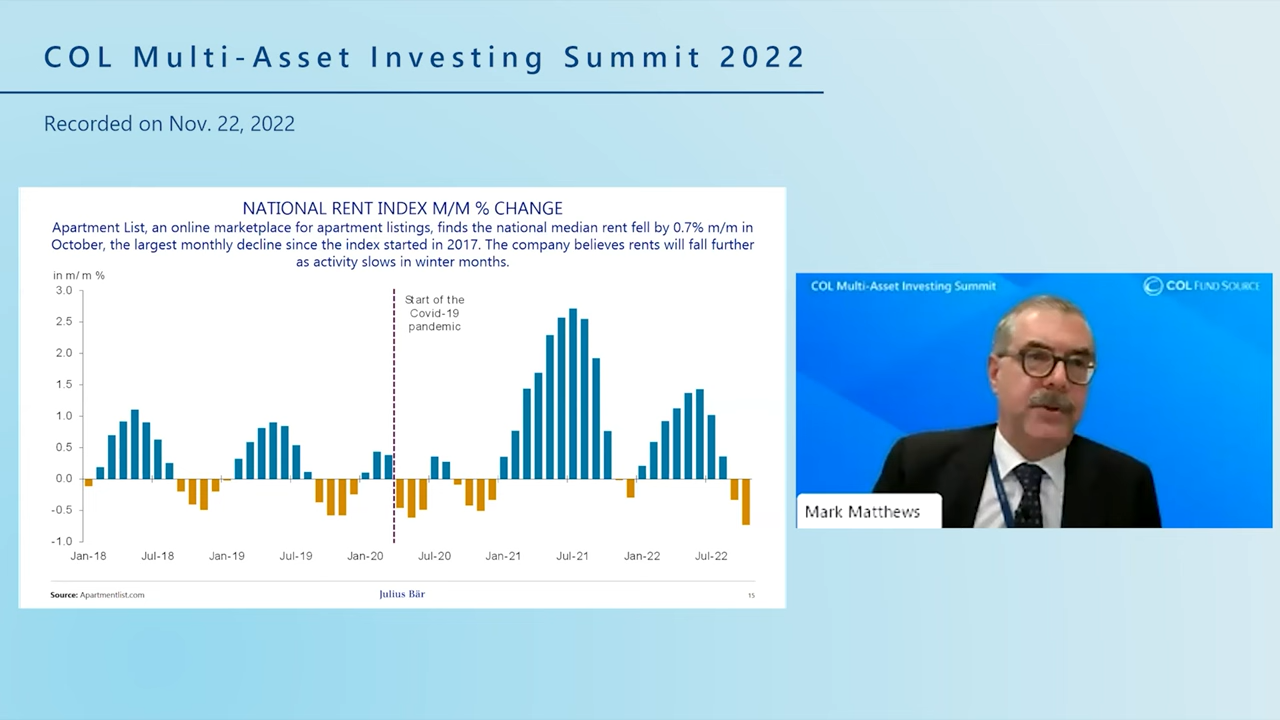 COL Multi-Asset Investing Summit 2022
Recorded on Nov. 22, 2022
NATIONAL RENT INDEX M/M % CHANGE
Apartment List, an online marketplace for apartment listings, finds the national median rent fell by 0.7% m/m in
October, the largest monthly decline since the index started in 2017. The company believes rents will fall further
as activity slows in winter months.
in m/m %
3.0
2.5
2.0
1.5
1.0
0.5
0.0
-0.5
-1.0
Start of the
Covid-19
pandemic
Jan-18 Jul-18 Jan-19 Jul-19 Jan-20 Jul-20 Jan-21 Jul-21 Jan-22 Jul-22
Source: Apartmentlist.com
Julius Bär
15
COL Multi-Asset Investing Summit
COL FUND SOURCE
Mark Matthews